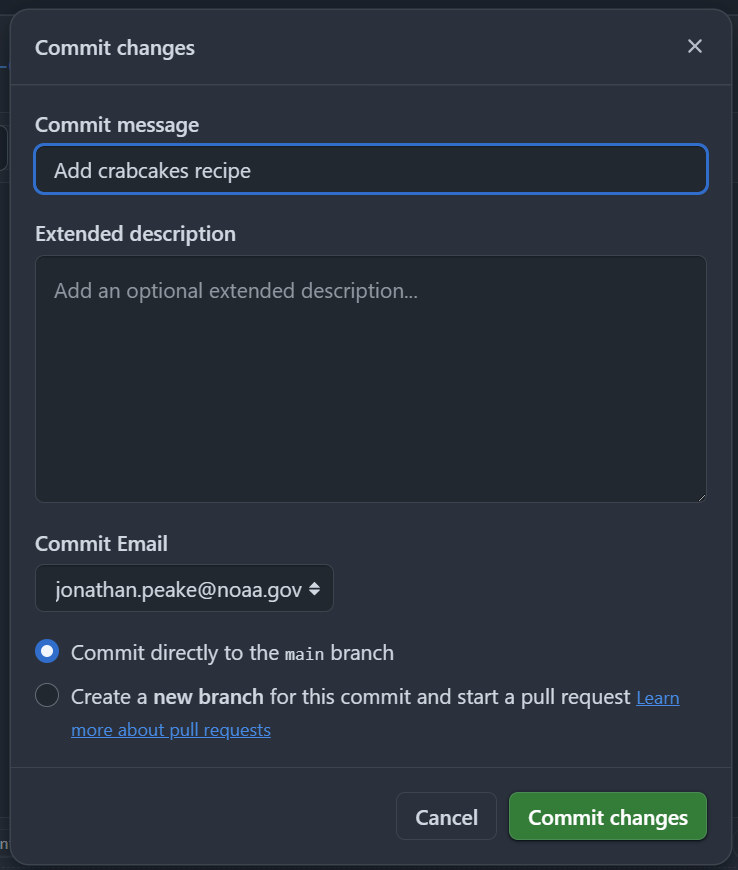 Commit changes
Commit message
Add crabcakes recipe
Extended description
Add an optional extended description...
Commit Email
jonathan.peake@noaa.gov
Commit directly to the main branch
Create a new branch for this commit and start a pull request Learn
more about pull requests
Cancel Commit changes